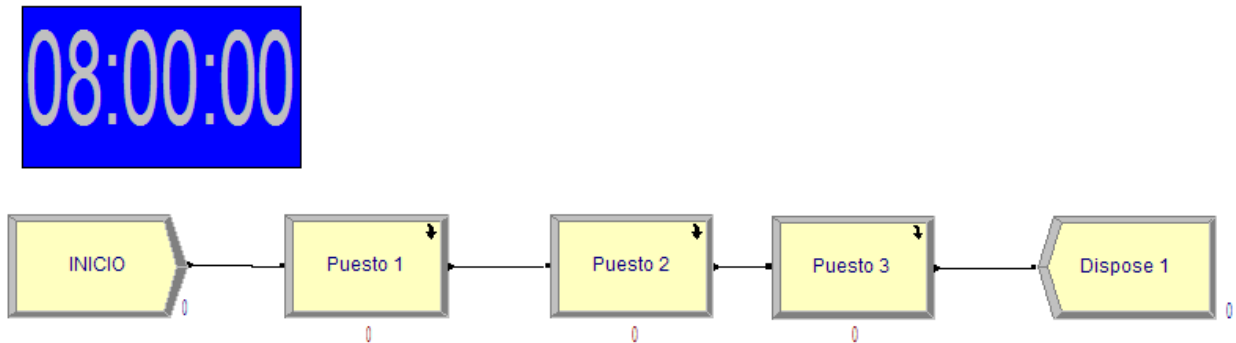 08:00:00
INICIO
Puesto 1
Puesto 2
Puesto 3
Dispose 1
0
0
0
0
0